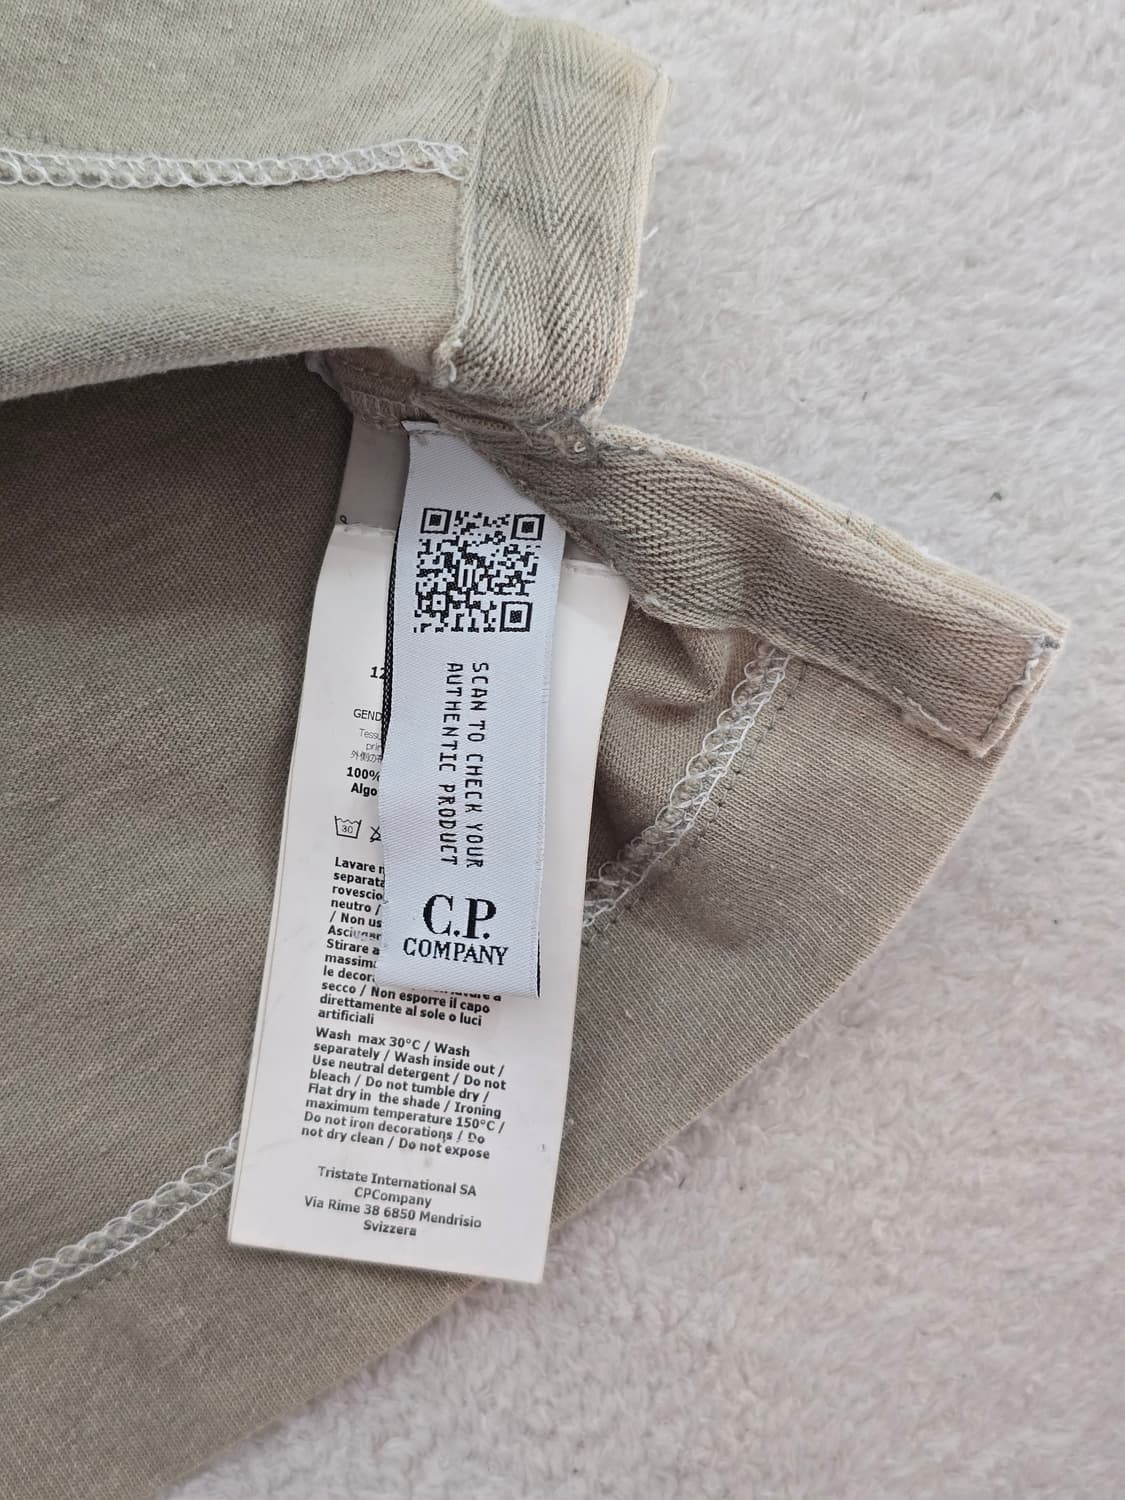 SCAN TO CHECK YOUR
AUTHENTIC PRODUCT
C.P.
COMPANY
12
GEND
Tessu
100%
Algo
30
Lavare
separata
rovescio
neutro /
/ Non us
Asciugar
Stirare a
massim
le decor
secco / Non esporre il capo
direttamente al sole o luci
artificiali
Wash max 30°C / Wash
separately / Wash inside out /
Use neutral detergent / Do not
bleach / Do not tumble dry /
Flat dry in the shade / Ironing
maximum temperature 150°C /
Do not iron decorations / Do
not dry clean / Do not expose
Tristate International SA
CPCompany
Via Rime 38 6850 Mendrisio
Svizzera